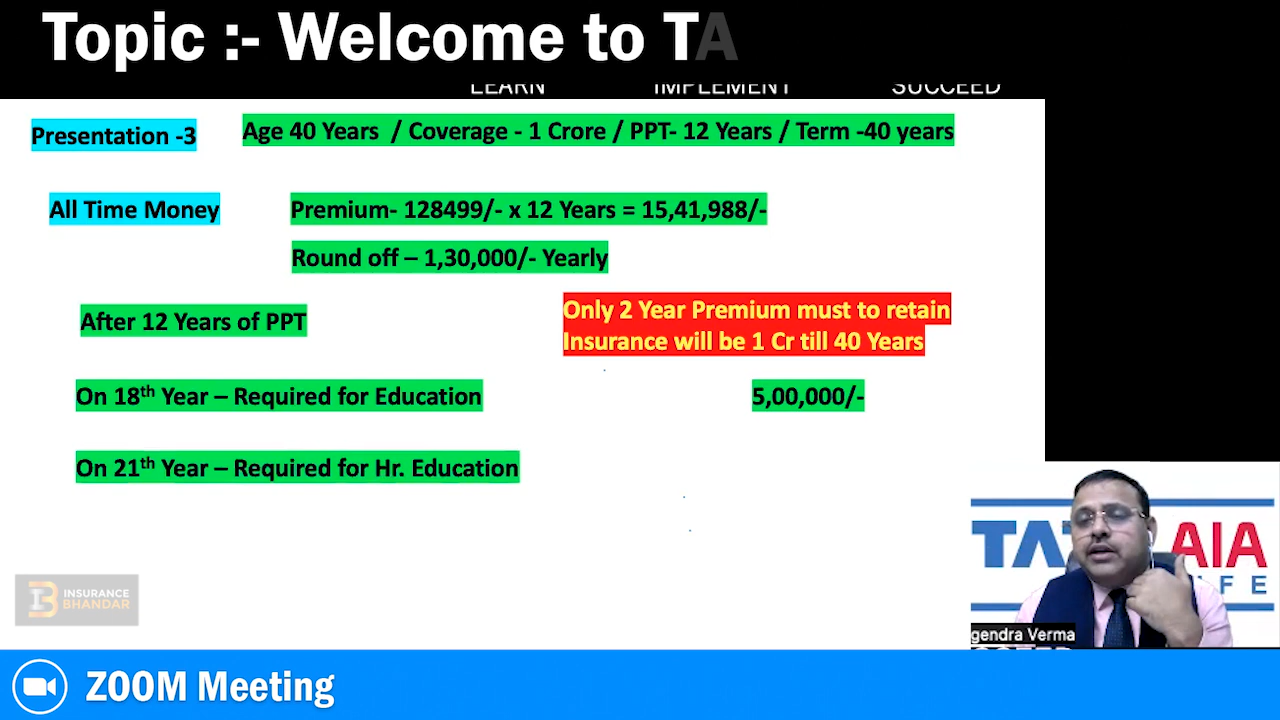 Topic :- Welcome to TA
LEARN IMPLEMENT SUCCEED
Presentation -3
Age 40 Years / Coverage - 1 Crore / PPT- 12 Years / Term -40 years
All Time Money
Premium- 128499/- x 12 Years = 15,41,988/-
Round off – 1,30,000/- Yearly
After 12 Years of PPT
Only 2 Year Premium must to retain
Insurance will be 1 Cr till 40 Years
On 18th Year – Required for Education
5,00,000/-
On 21th Year – Required for Hr. Education
INSURANCE
BHANDAR
AIA
gendra Verma
ZOOM Meeting